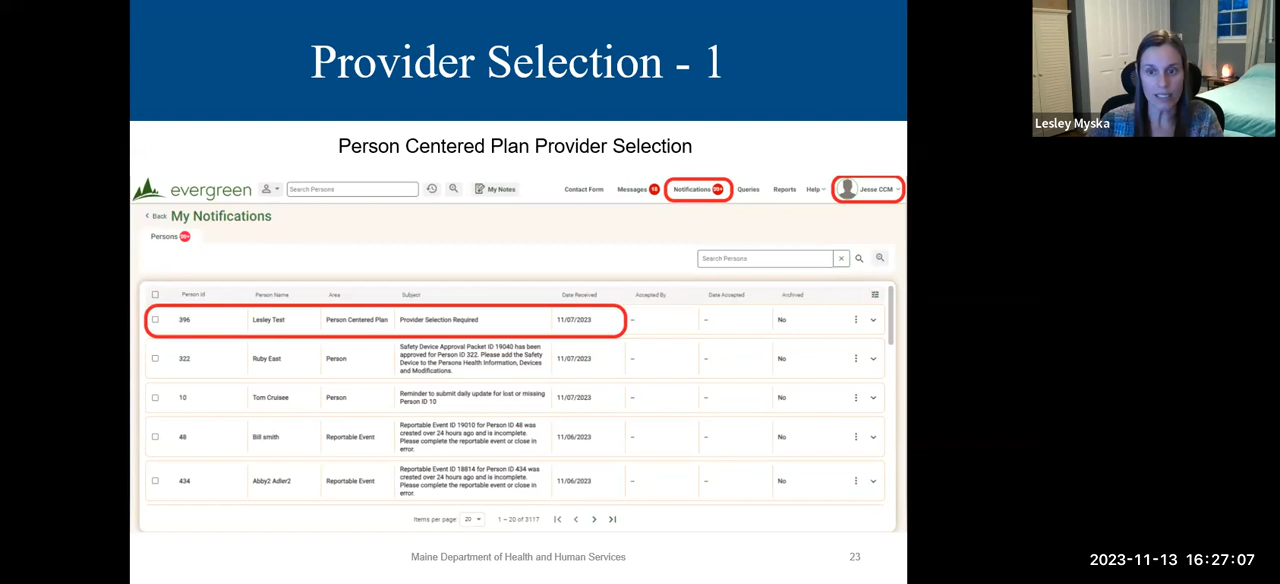 Provider Selection - 1
Lesley Myska
Person Centered Plan Provider Selection
evergreen
Search Persons
My Notes
Contact Form
Messages 18
Notifications 99+
Queries
Reports
Help
Jesse CCM
Back My Notifications
Persons 99+
Search Persons
Person Id Person Name Area Subject Date Received Accepted By Date Accepted Archived
396 Lesley Test Person Centered Plan Provider Selection Required 11/07/2023 – – No
322 Ruby East Person
Safety Device Approval Packet ID 19040 has been
approved for Person ID 322. Please add the Safety
Device to the Persons Health Information, Devices
and Modifications.
11/07/2023 – – No
10 Tom Cruisee Person
Reminder to submit daily update for lost or missing
Person ID 10
11/07/2023 – – No
48 Bill smith Reportable Event
Reportable Event ID 19010 for Person ID 48 was
created over 24 hours ago and is incomplete.
Please complete the reportable event or close in
error.
11/06/2023 – – No
434 Abby2 Adler2 Reportable Event
Reportable Event ID 18814 for Person ID 434 was
created over 24 hours ago and is incomplete.
Please complete the reportable event or close in
error.
11/06/2023 – – No
Items per page: 20 1 – 20 of 3117
Maine Department of Health and Human Services 23
2023-11-13 16:27:07